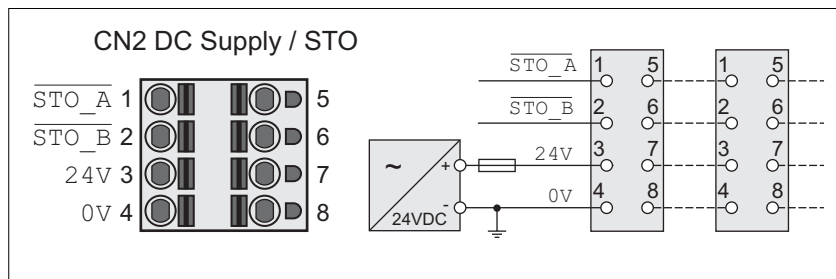 CN2 DC Supply / STO
STO_A 1 5
STO_B 2 6
24V 3 7
0V 4 8
STO_A 1 5 1 5
STO_B 2 6 2 6
~ + 24V 3 7 3 7
- 0V 4 8 4 8
24VDC